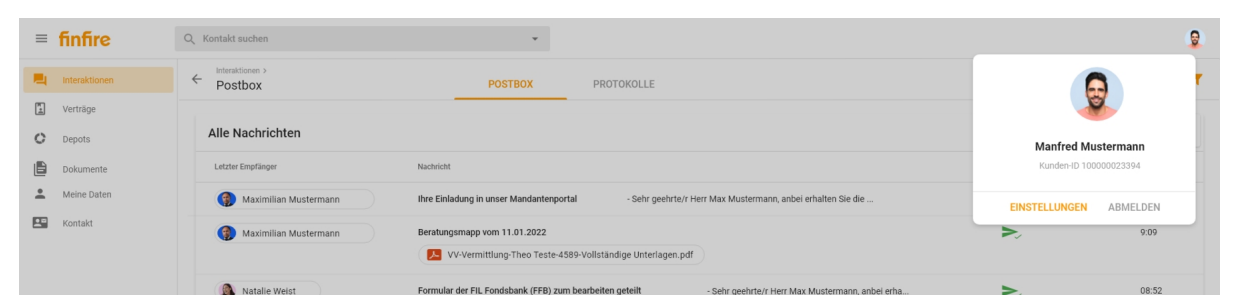 finfire
Kontakt suchen
Interaktionen
Verträge
Depots
Dokumente
Meine Daten
Kontakt
Interaktionen >
Postbox
POSTBOX PROTOKOLLE
Alle Nachrichten
Letzter Empfänger Nachricht
Maximilian Mustermann Ihre Einladung in unser Mandantenportal - Sehr geehrte/r Herr Max Mustermann, anbei erhalten Sie die ...
Maximilian Mustermann Beratungsmapp vom 11.01.2022 9:09
VV-Vermittlung-Theo Teste-4589-Vollständige Unterlagen.pdf
Natalie Weist Formular der FIL Fondsbank (FFB) zum bearbeiten geteilt - Sehr geehrte/r Herr Max Mustermann, anbei erha... 08:52
Manfred Mustermann
Kunden-ID 100000023394
EINSTELLUNGEN ABMELDEN